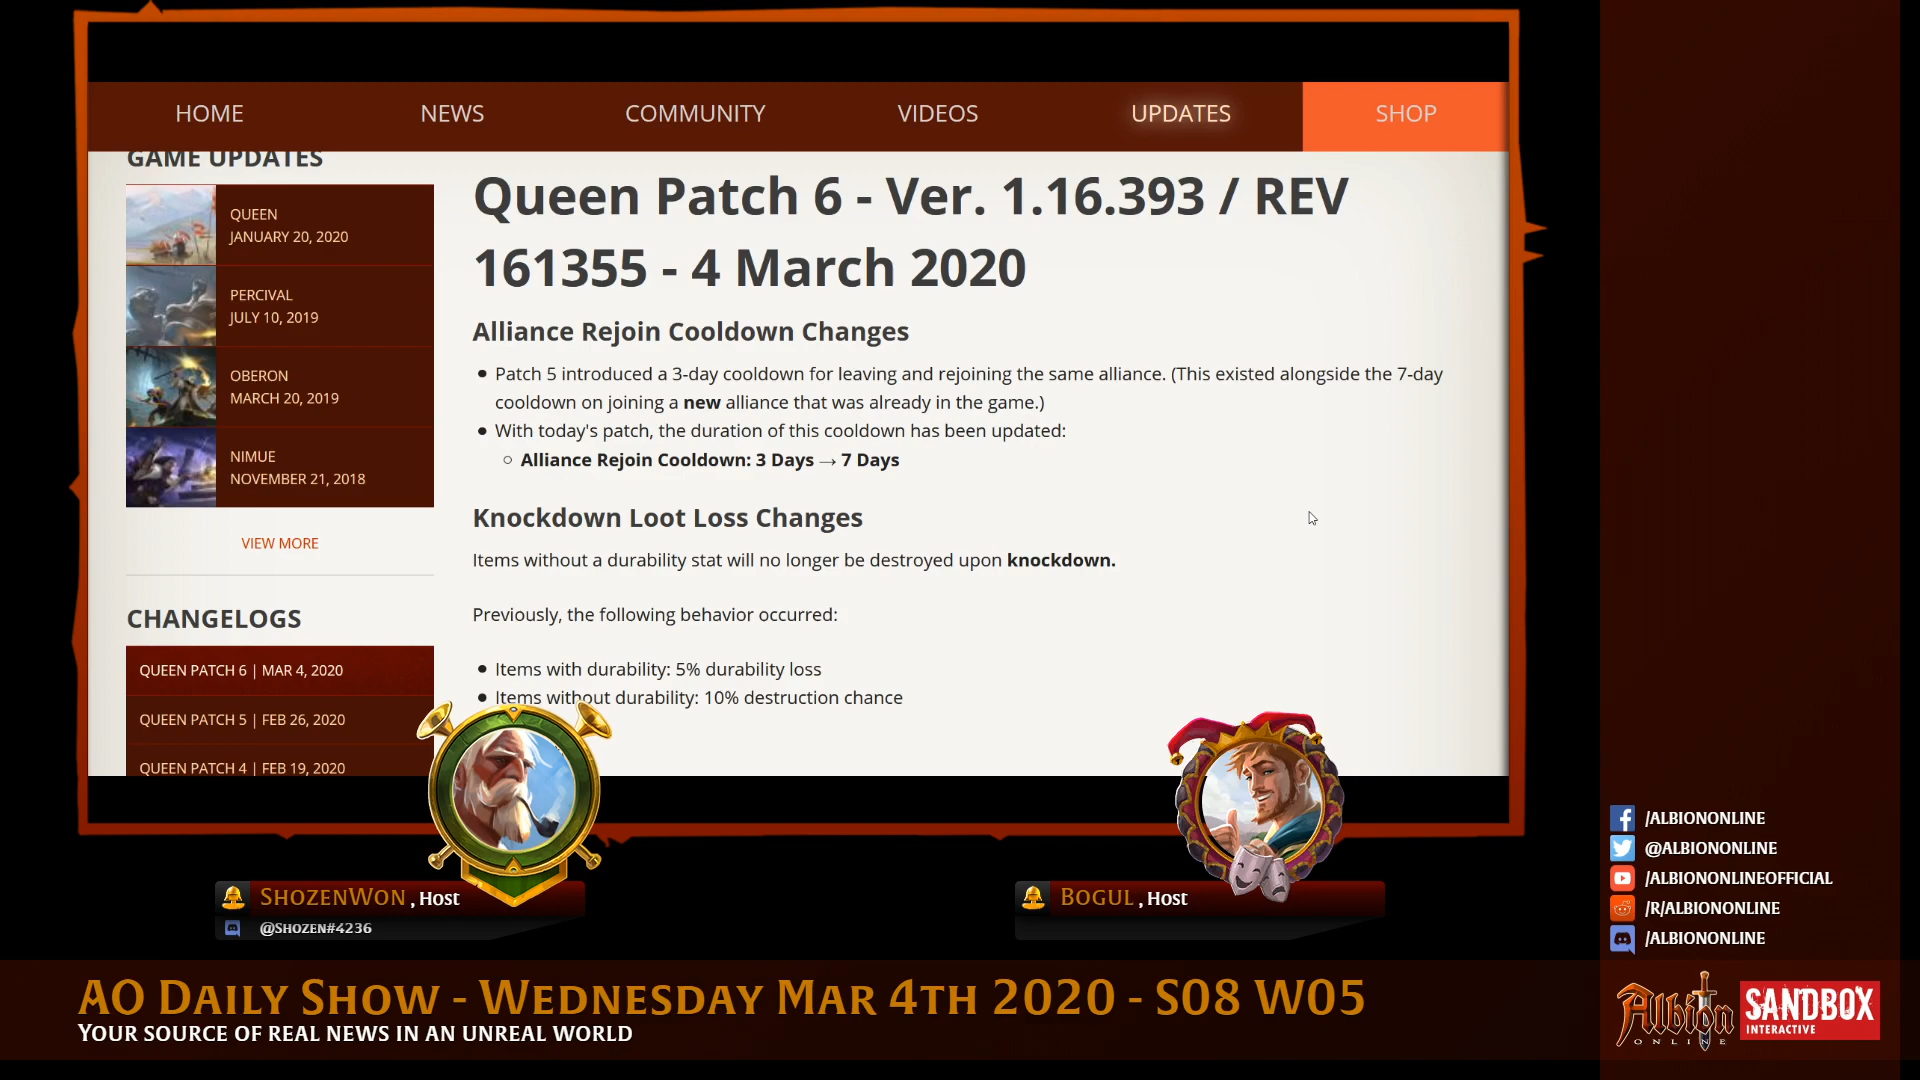 HOME
NEWS
COMMUNITY
VIDEOS
UPDATES
SHOP
GAME UPDATES
QUEEN
JANUARY 20, 2020
PERCIVAL
JULY 10, 2019
OBERON
MARCH 20, 2019
NIMUE
NOVEMBER 21, 2018
VIEW MORE
CHANGELOGS
QUEEN PATCH 6 | MAR 4, 2020
QUEEN PATCH 5 | FEB 26, 2020
QUEEN PATCH 4 | FEB 19, 2020
Queen Patch 6 - Ver. 1.16.393 / REV
161355 - 4 March 2020
Alliance Rejoin Cooldown Changes
• Patch 5 introduced a 3-day cooldown for leaving and rejoining the same alliance. (This existed alongside the 7-day
cooldown on joining a new alliance that was already in the game.)
• With today's patch, the duration of this cooldown has been updated:
○ Alliance Rejoin Cooldown: 3 Days → 7 Days
Knockdown Loot Loss Changes
Items without a durability stat will no longer be destroyed upon knockdown.
Previously, the following behavior occurred:
• Items with durability: 5% durability loss
• Items without durability: 10% destruction chance
SHOZENWON , HOST
@SHOZEN#4236
BOGUL , HOST
/ALBIONONLINE
@ALBIONONLINE
/ALBIONONLINEOFFICIAL
/R/ALBIONONLINE
/ALBIONONLINE
AO DAILY SHOW - WEDNESDAY MAR 4TH 2020 - S08 W05
YOUR SOURCE OF REAL NEWS IN AN UNREAL WORLD
Albion
ONLINE
SANDBOX
INTERACTIVE